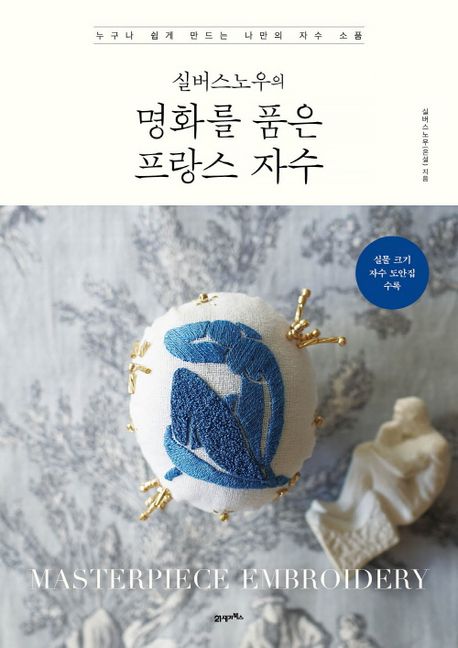 누구나 쉽게 만드는 나만의 자수 소품
실버스노우의
명화를 품은
프랑스 자수
실버스노우(은설) 지음
실물 크기
자수 도안집
수록
MASTERPIECE EMBROIDERY
21세기북스